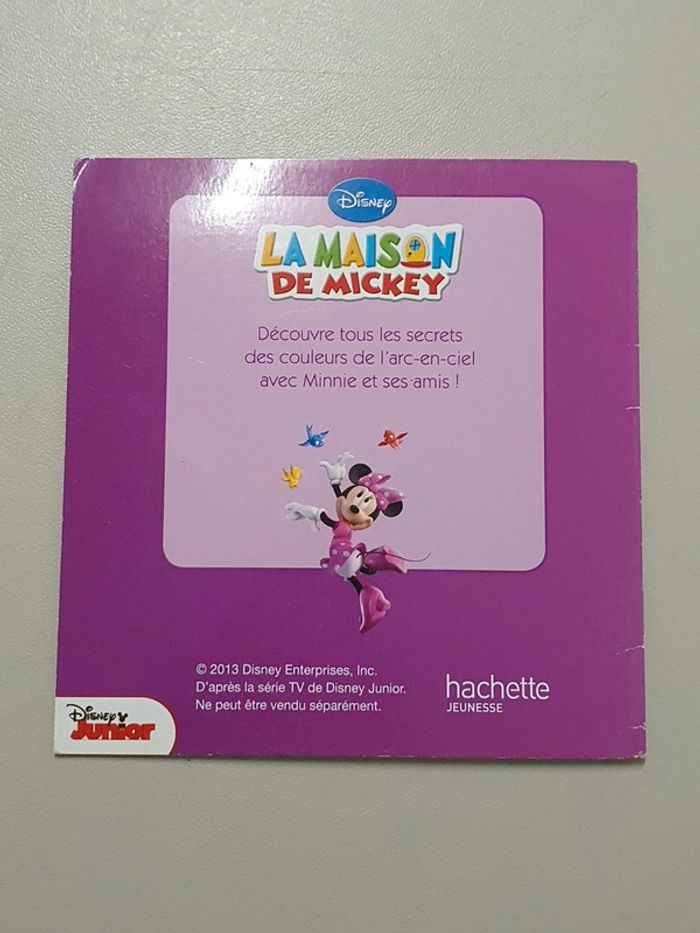 Disney
LA MAISON
DE MICKEY
Découvre tous les secrets
des couleurs de l'arc-en-ciel
avec Minnie et ses amis !
© 2013 Disney Enterprises, Inc.
D'après la série TV de Disney Junior.
Ne peut être vendu séparément.
hachette
JEUNESSE
Disney
Junior